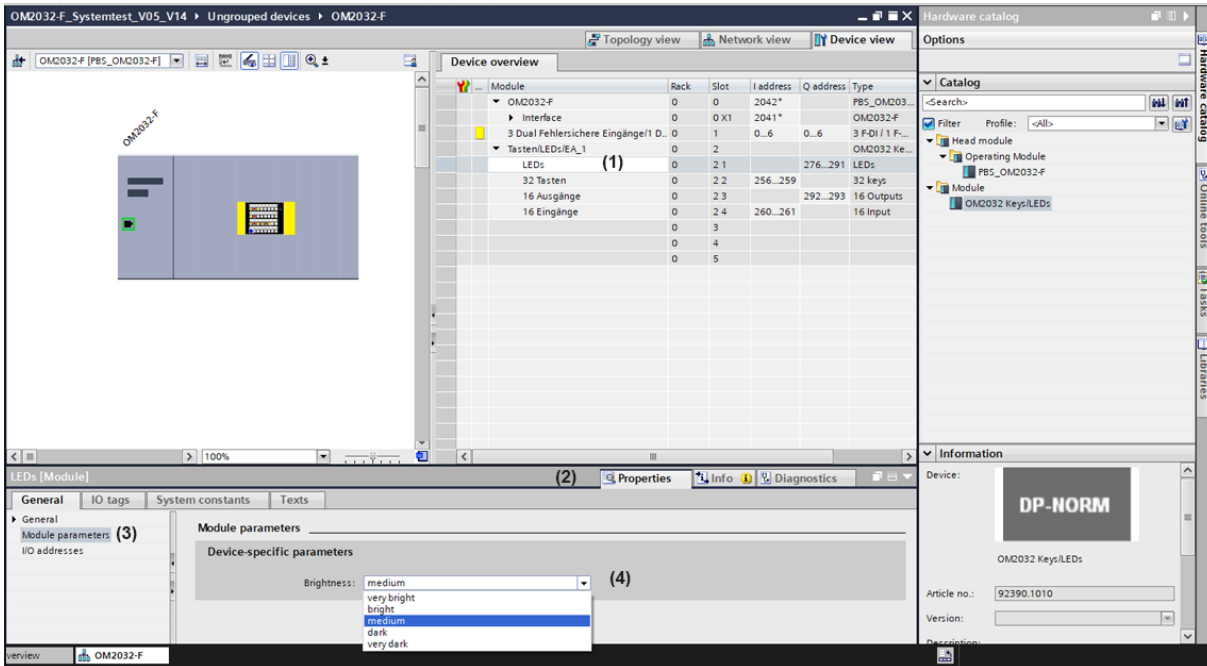 OM2032-F_Systemtest_V05_V14 ▸ Ungrouped devices ▸ OM2032-F
Topology view Network view Device view
OM2032-F [PBS_OM2032-F]
OM2032-F
100%
Device overview
... Module Rack Slot I address Q address Type
OM2032-F 0 0 2042* PBS_OM203...
Interface 0 0 X1 2041* OM2032-F
3 Dual Fehlersichere Eingänge/1 D.. 0 1 0...6 0...6 3 F-DI / 1 F-...
Tasten/LEDs/EA_1 0 2 OM2032 Ke...
LEDs (1) 0 2 1 276...291 LEDs
32 Tasten 0 2 2 256...259 32 keys
16 Ausgänge 0 2 3 292...293 16 Outputs
16 Eingänge 0 2 4 260...261 16 Input
0 3
0 4
0 5
Hardware catalog
Options
Catalog
<Search>
Filter Profile: <All>
Head module
Operating Module
PBS_OM2032-F
Module
OM2032 Keys/LEDs
Information
Device:
DP-NORM
OM2032 Keys/LEDs
Article no.: 92390.1010
Version:
Description:
Hardware catalog
Online tools
Tasks
Libraries
LEDs [Module]
(2) Properties Info Diagnostics
General IO tags System constants Texts
General
Module parameters (3)
I/O addresses
Module parameters
Device-specific parameters
Brightness: medium (4)
very bright
bright
medium
dark
very dark
verview OM2032-F